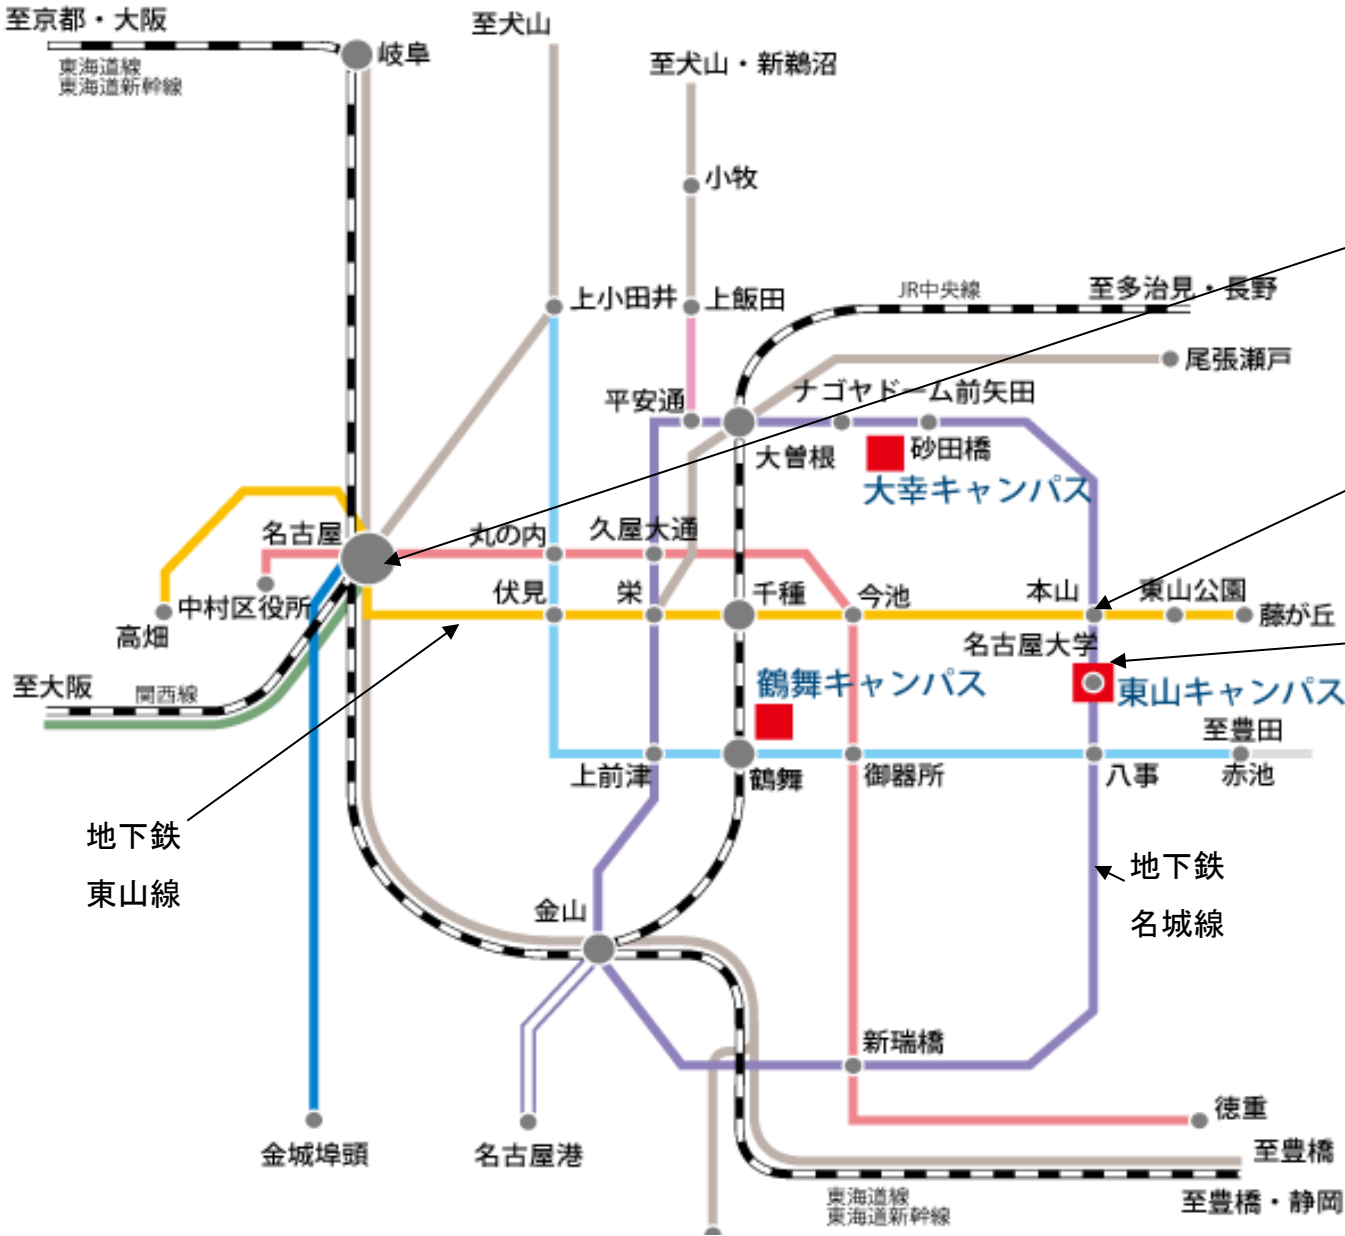 至京都・大阪
東海道線
東海道新幹線
岐阜
至犬山
至犬山・新鵜沼
小牧
上小田井
上飯田
JR中央線
至多治見・長野
尾張瀬戸
平安通
ナゴヤドーム前矢田
大曽根
砂田橋
大幸キャンパス
名古屋
丸の内
久屋大通
中村区役所
高畑
伏見
栄
千種
今池
本山
東山公園
藤が丘
名古屋大学
至大阪
関西線
鶴舞キャンパス
東山キャンパス
至豊田
上前津
鶴舞
御器所
八事
赤池
地下鉄
東山線
地下鉄
名城線
金山
新瑞橋
徳重
金城埠頭
名古屋港
至豊橋
東海道線
東海道新幹線
至豊橋・静岡